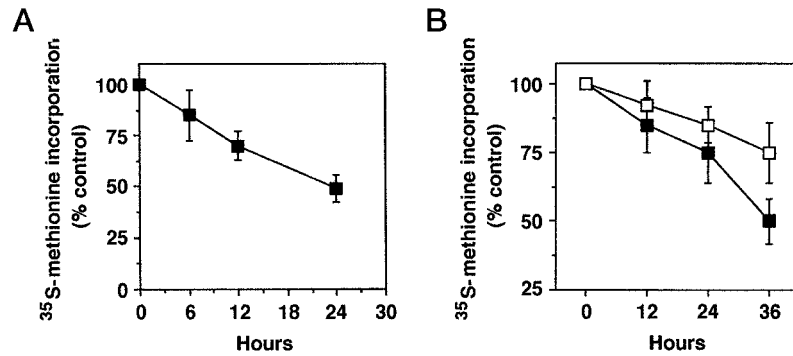 A
35S-methionine incorporation
(% control)
100
75
50
25
0
0 6 12 18 24 30
Hours
B
35S-methionine incorporation
(% control)
100
75
50
25
0 12 24 36
Hours